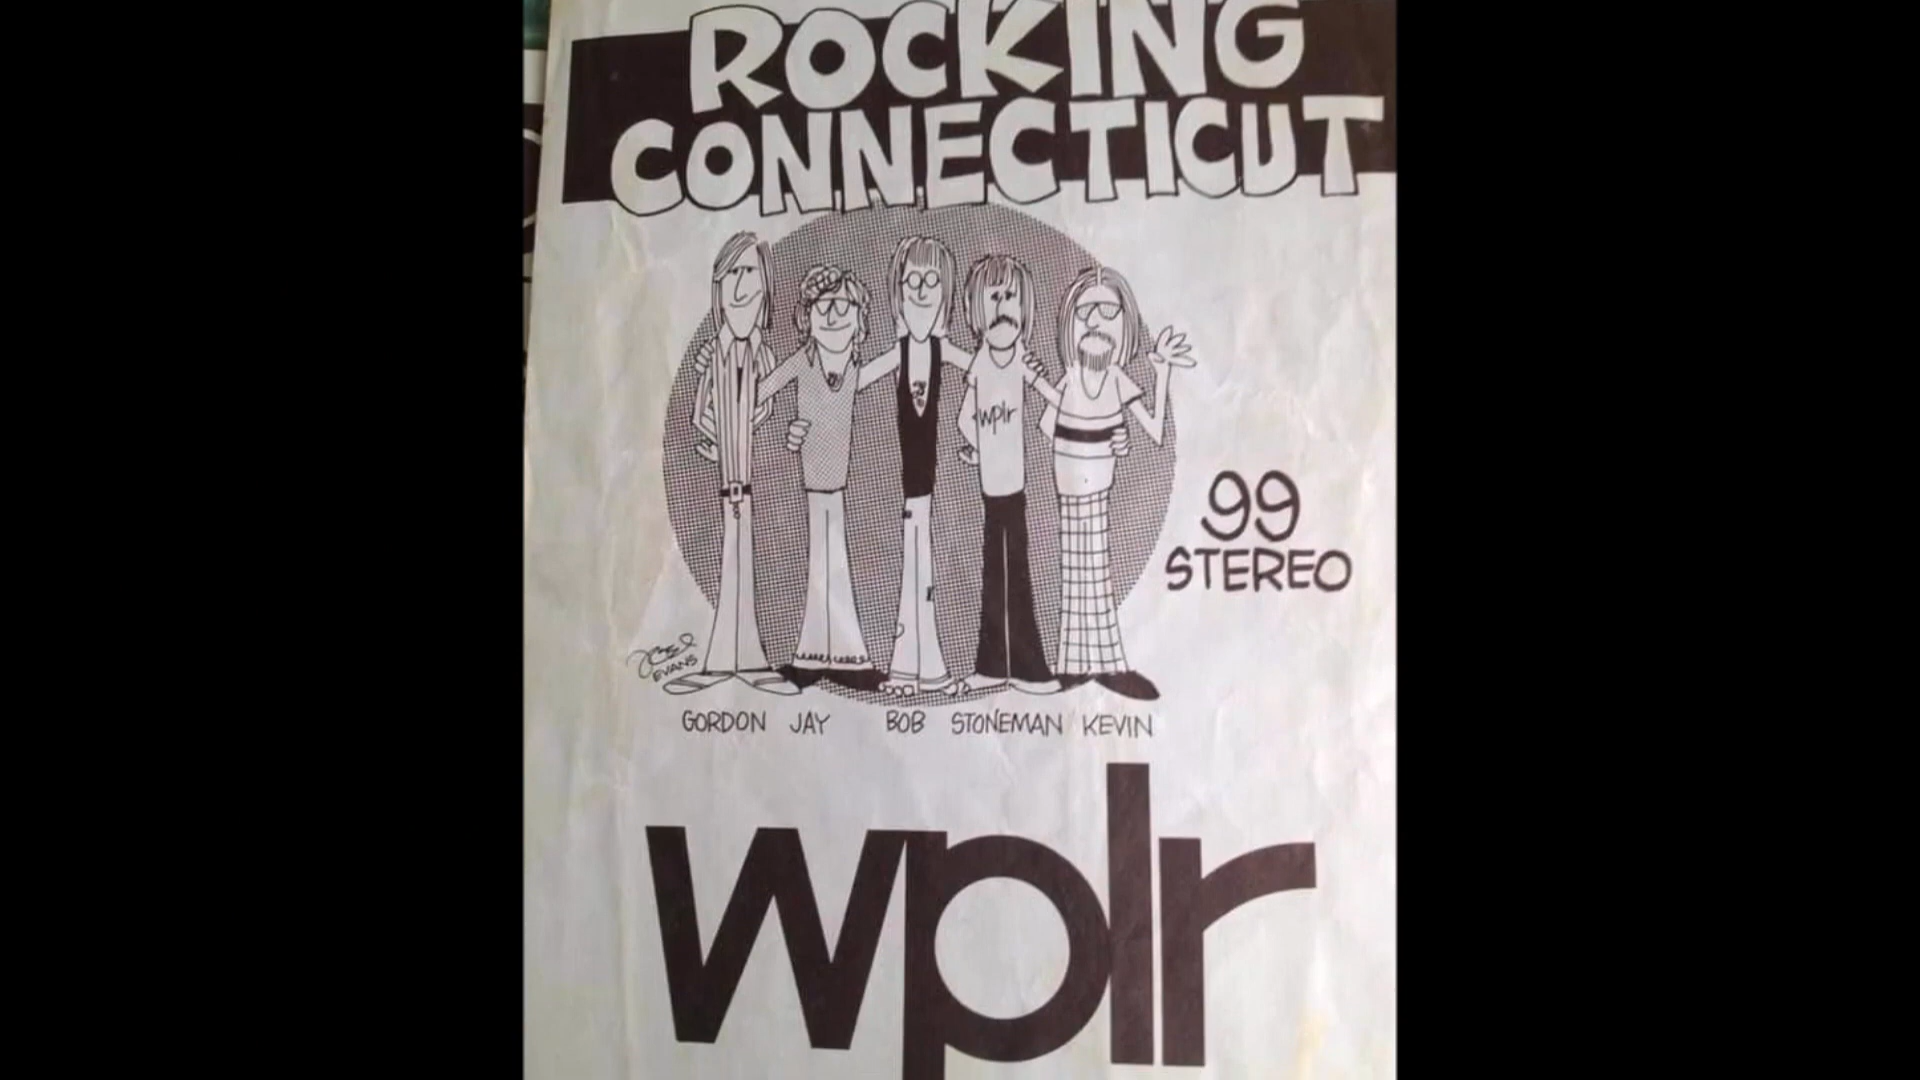 ROCKING
CONNECTICUT
wplr
99
STEREO
EVANS
GORDON JAY BOB STONEMAN KEVIN
wplr